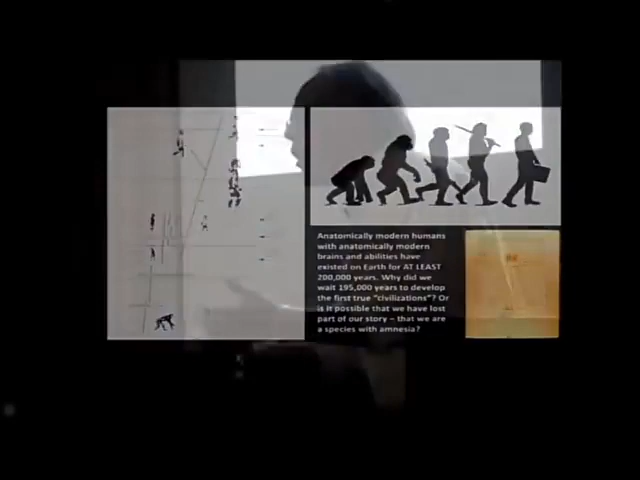 Anatomically modern humans
with anatomically modern
brains and abilities have
existed on Earth for AT LEAST
200,000 years. Why did we
wait 195,000 years to develop
the first true "civilizations"? Or
is it possible that we have lost
part of our story – that we are
a species with amnesia?